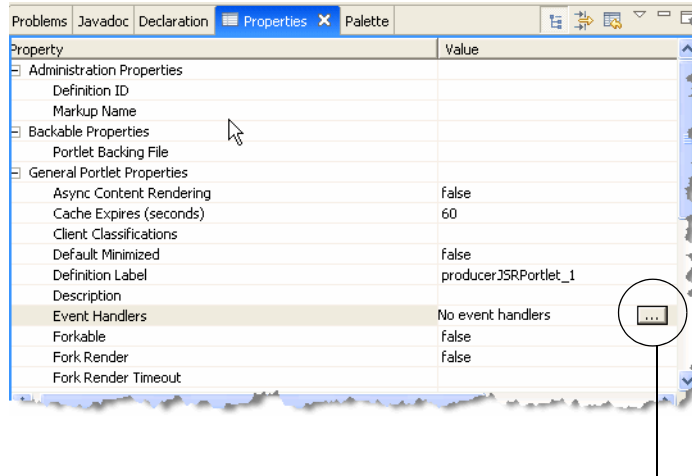 Problems Javadoc Declaration Properties Palette
Property Value
Administration Properties
Definition ID
Markup Name
Backable Properties
Portlet Backing File
General Portlet Properties
Async Content Rendering false
Cache Expires (seconds) 60
Client Classifications
Default Minimized false
Definition Label producerJSRPortlet_1
Description
Event Handlers No event handlers ...
Forkable false
Fork Render false
Fork Render Timeout